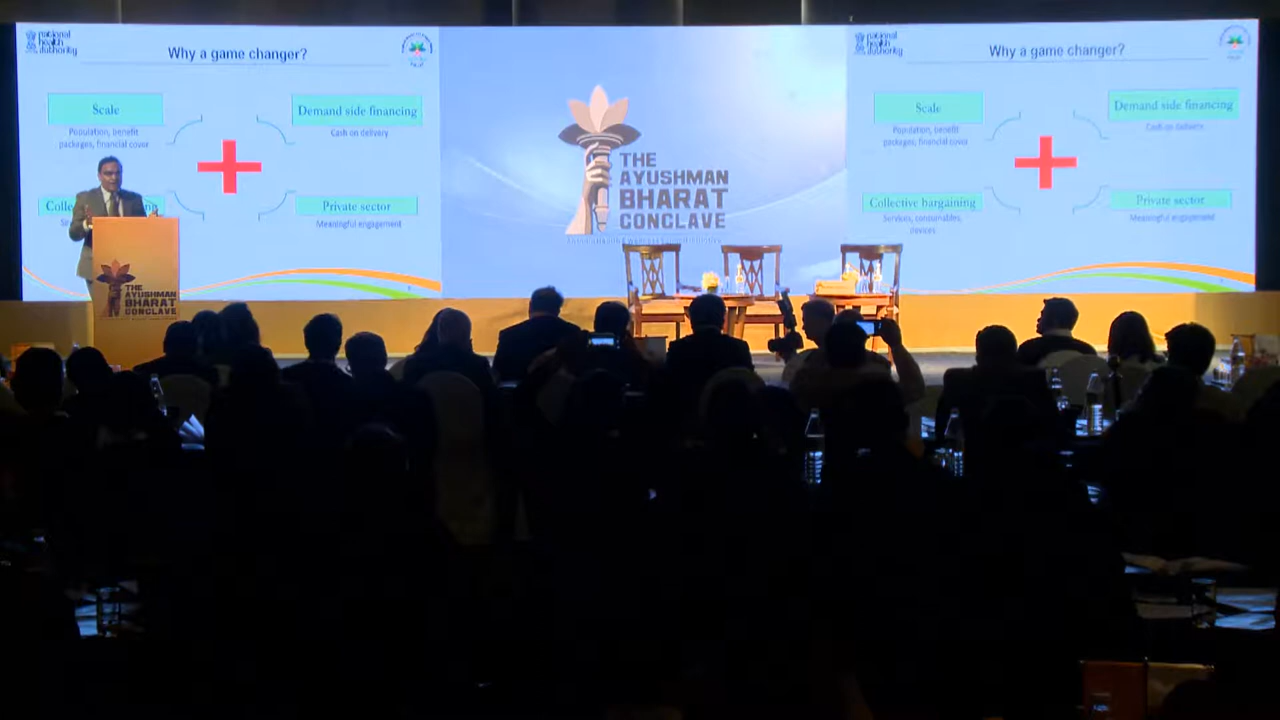 national
health
authority
Why a game changer?
Scale
Population, benefit
packages, financial cover
Demand side financing
Cash on delivery
Private sector
Meaningful engagement
THE
AYUSHMAN
BHARAT
CONCLAVE
national
health
authority
Why a game changer?
Scale
Population, benefit
packages, financial cover
Demand side financing
Cash on delivery
Collective bargaining
Services, consumables,
devices
Private sector
Meaningful engagement
THE
AYUSHMAN
BHARAT
CONCLAVE